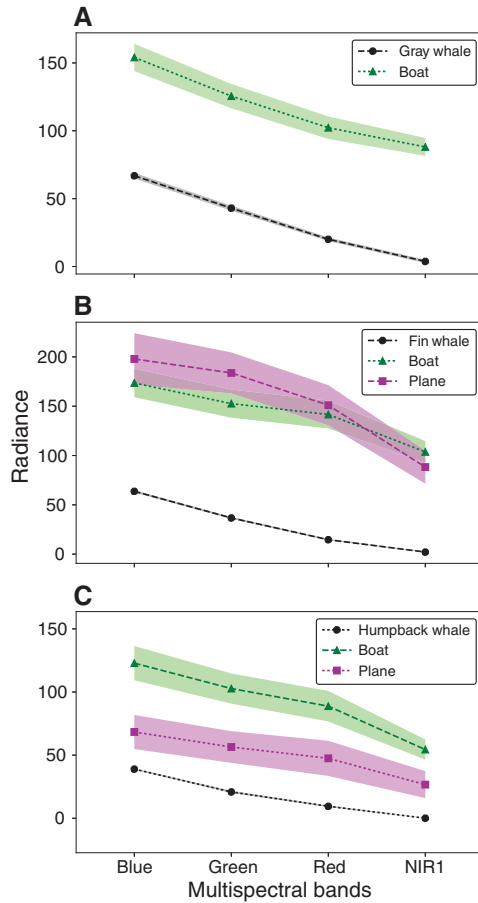 A
150
100
50
0
Gray whale
Boat
B
200
150
100
50
0
Fin whale
Boat
Plane
Radiance
C
150
100
50
0
Humpback whale
Boat
Plane
Blue Green Red NIR1
Multispectral bands